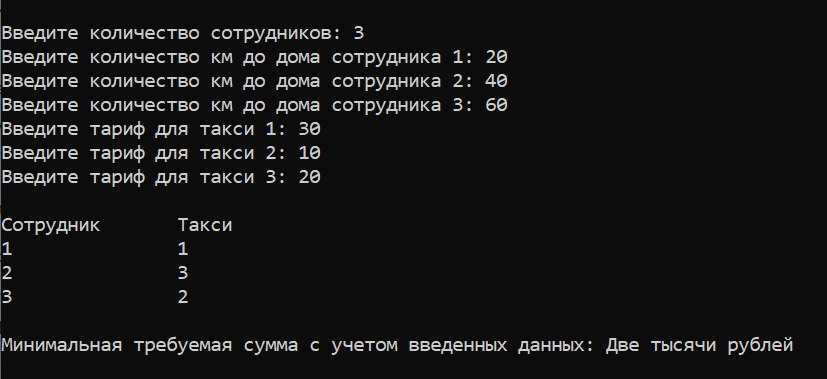 Введите количество сотрудников: 3
Введите количество км до дома сотрудника 1: 20
Введите количество км до дома сотрудника 2: 40
Введите количество км до дома сотрудника 3: 60
Введите тариф для такси 1: 30
Введите тариф для такси 2: 10
Введите тариф для такси 3: 20
Сотрудник Такси
1 1
2 3
3 2
Минимальная требуемая сумма с учетом введенных данных: Две тысячи рублей